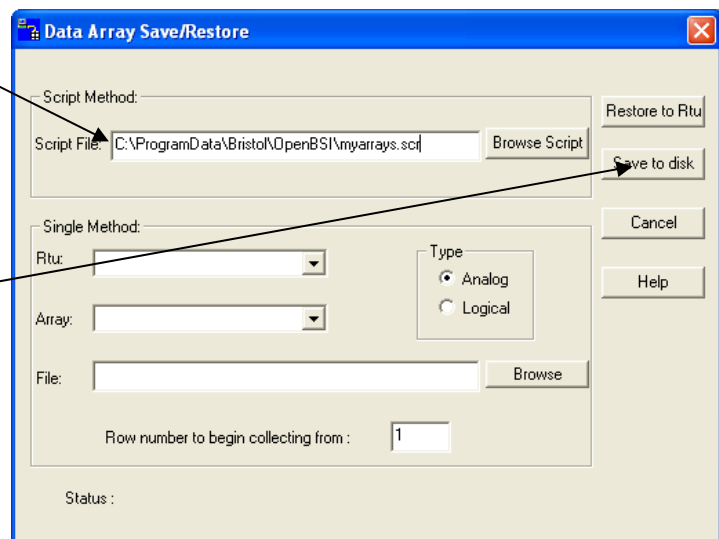 Data Array Save/Restore
Script Method:
Script File: C:\ProgramData\Bristol\OpenBSI\myarrays.scr Browse Script
Restore to Rtu
Save to disk
Cancel
Help
Single Method:
Rtu:
Type
Analog
Logical
Array:
File: Browse
Row number to begin collecting from : 1
Status :